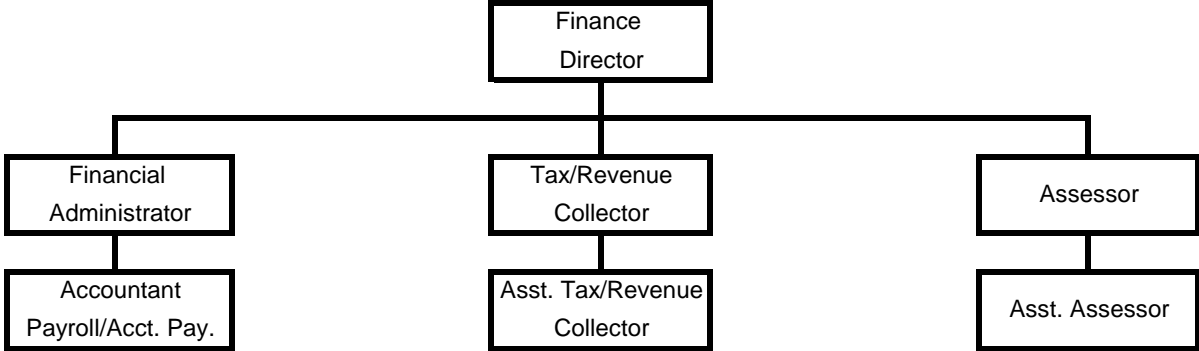 Finance
Director
Financial
Administrator
Tax/Revenue
Collector
Assessor
Accountant
Payroll/Acct. Pay.
Asst. Tax/Revenue
Collector
Asst. Assessor